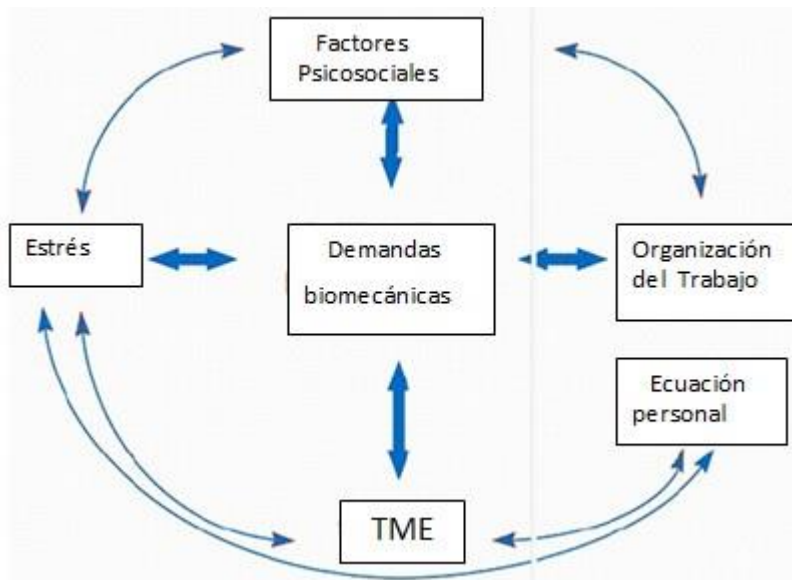 Factores
Psicosociales
Estrés
Demandas
biomecánicas
Organización
del Trabajo
Ecuación
personal
TME